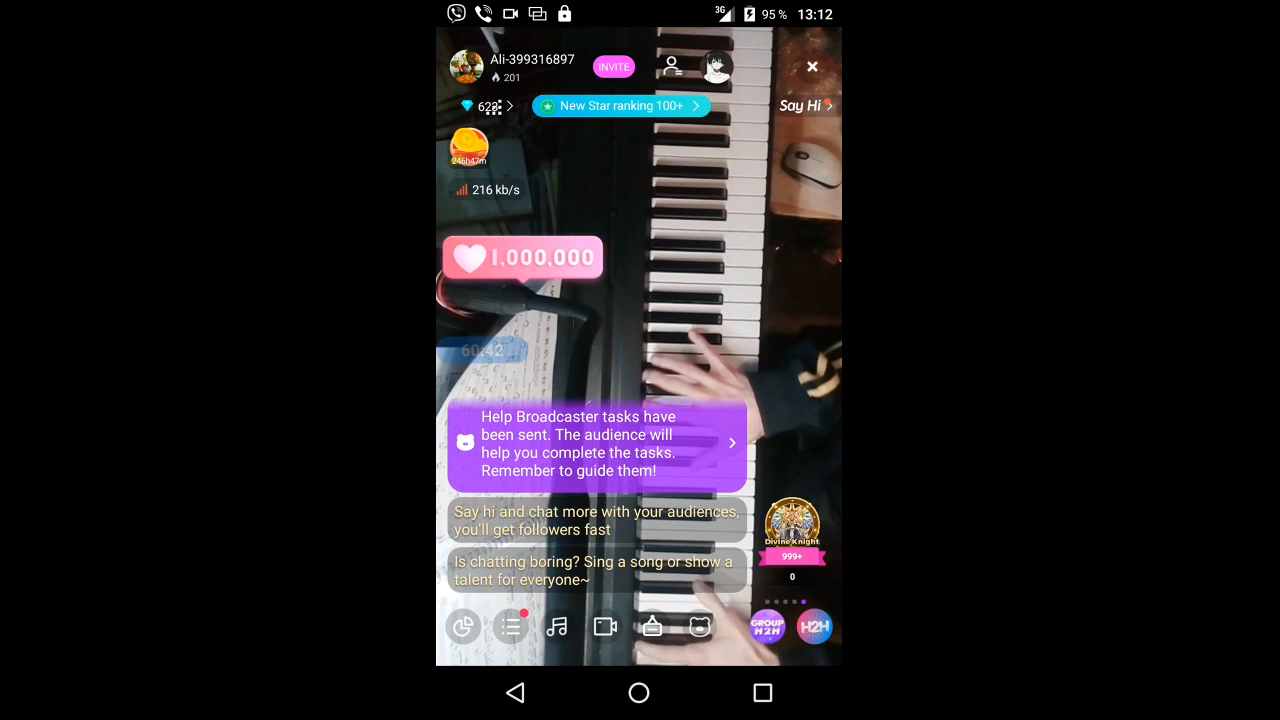 3G
95 %
13:12
Ali-399316897
201
INVITE
New Star ranking 100+
Say Hi
246h47m
216 kb/s
1,000,000
60:42
Help Broadcaster tasks have
been sent. The audience will
help you complete the tasks.
Remember to guide them!
Say hi and chat more with your audiences,
you'll get followers fast
Is chatting boring? Sing a song or show a
talent for everyone~
Divine Knight
999+
0
GROUP
H2H
H2H